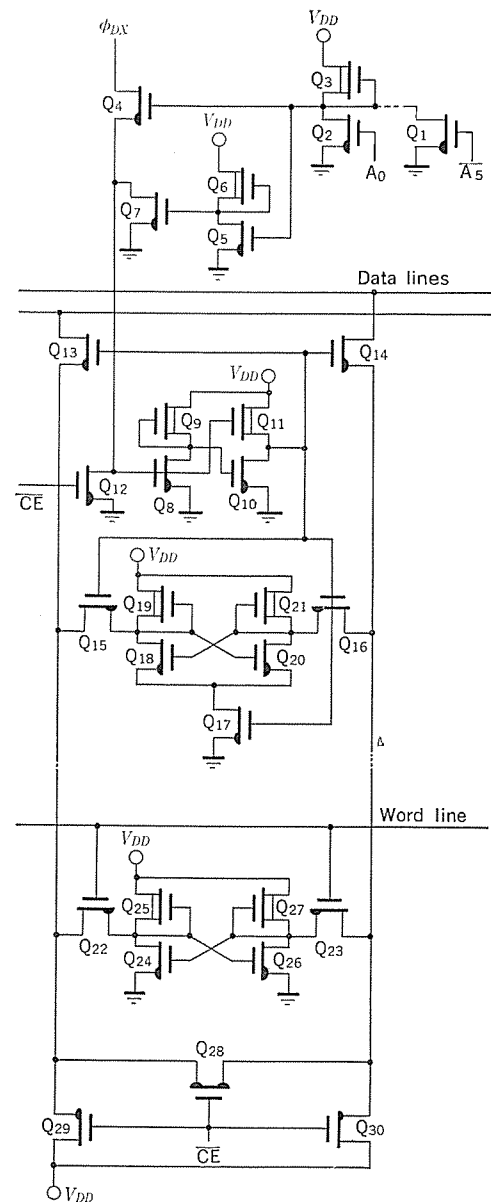 ϕDX
VDD
Q3
Q4
Q2
Q1
VDD
A0
A5̅
Q6
Q7
Q5
Data lines
Q13
Q14
VDD
Q9
Q11
Q12
C̅E̅
Q8
Q10
VDD
Q19
Q21
Q15
Q18
Q20
Q16
Q17
Word line
VDD
Q25
Q27
Q22
Q24
Q26
Q23
Q28
Q29
Q30
C̅E̅
VDD